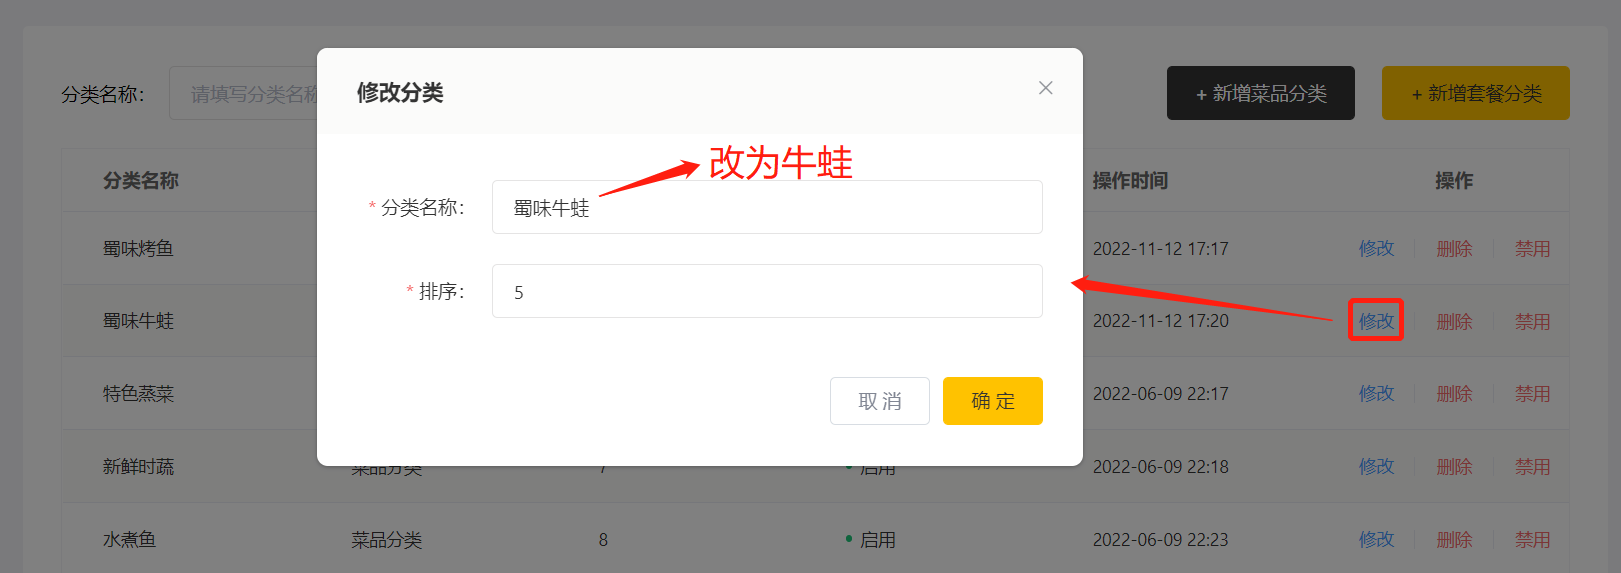 分类名称： 请填写分类名称 + 新增菜品分类 + 新增套餐分类
修改分类
改为牛蛙
* 分类名称： 蜀味牛蛙
* 排序： 5
取 消 确 定
分类名称 操作时间 操作
蜀味烤鱼 2022-11-12 17:17 修改 删除 禁用
蜀味牛蛙 2022-11-12 17:20 修改 删除 禁用
特色蒸菜 2022-06-09 22:17 修改 删除 禁用
新鲜时蔬 菜品分类 7 启用 2022-06-09 22:18 修改 删除 禁用
水煮鱼 菜品分类 8 启用 2022-06-09 22:23 修改 删除 禁用